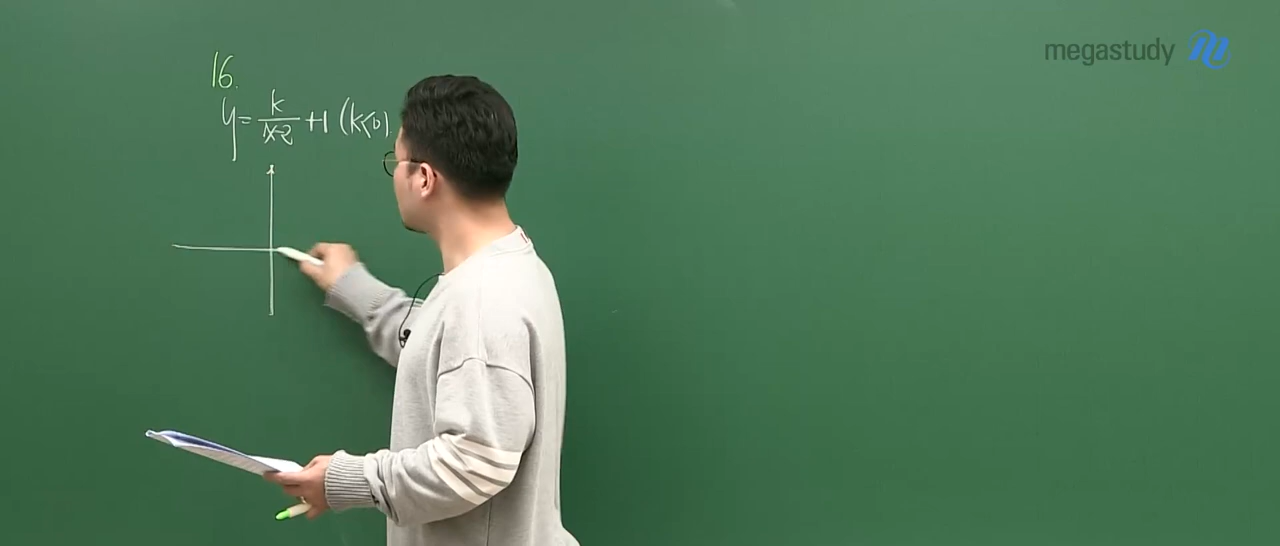 megastudy
16.
y = k/(x-2) + 1 (k<0)